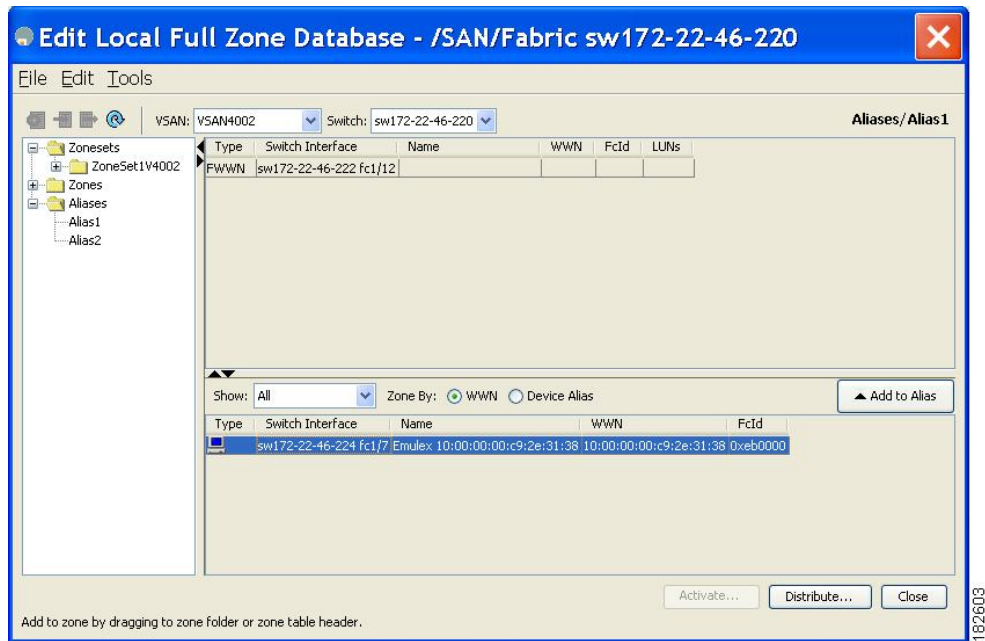 Edit Local Full Zone Database - /SAN/Fabric sw172-22-46-220
File Edit Tools
VSAN: VSAN4002 Switch: sw172-22-46-220 Aliases/Alias1
Zonesets
ZoneSet1V4002
Zones
Aliases
Alias1
Alias2
Type Switch Interface Name WWN FcId LUNs
FWWN sw172-22-46-222 fc1/12
Show: All Zone By: WWN Device Alias Add to Alias
Type Switch Interface Name WWN FcId
sw172-22-46-224 fc1/7 Emulex 10:00:00:00:c9:2e:31:38 10:00:00:00:c9:2e:31:38 0xeb0000
Activate... Distribute... Close
Add to zone by dragging to zone folder or zone table header.
182603